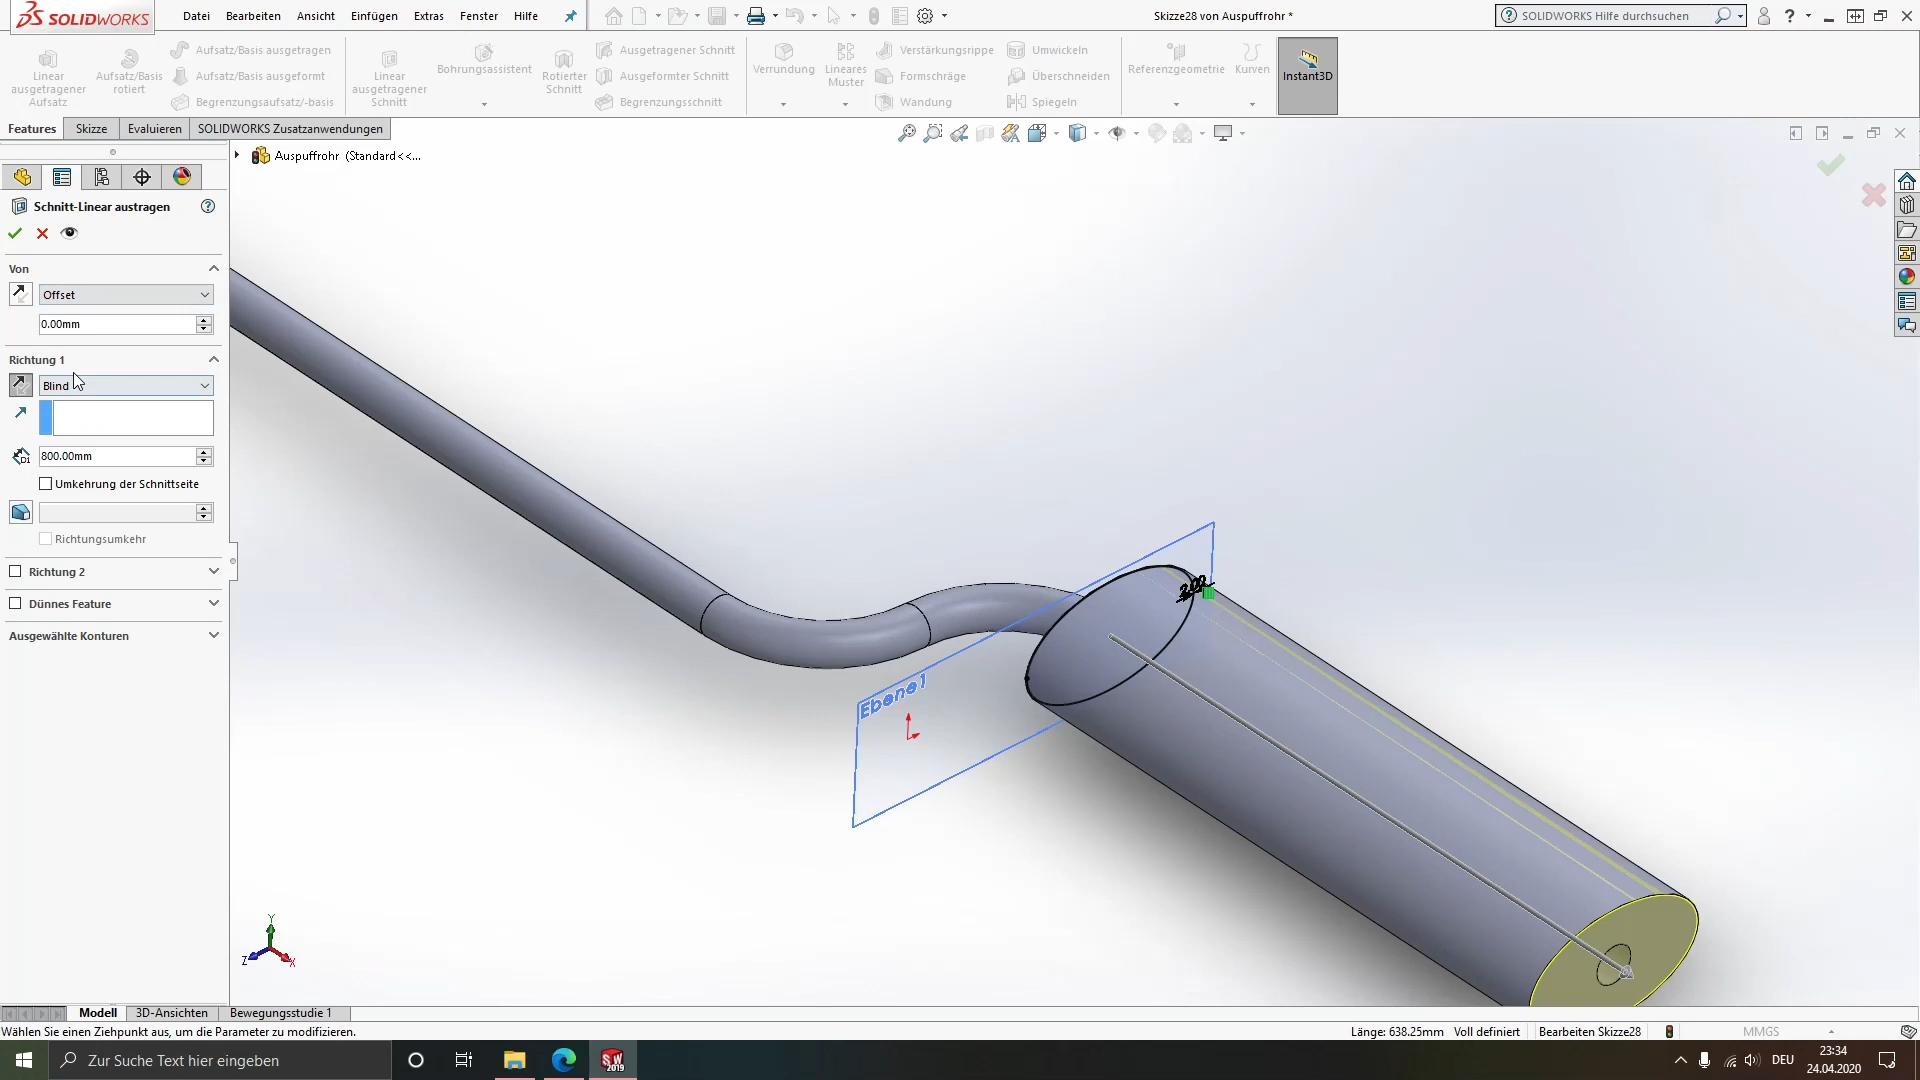 SOLIDWORKS
Datei Bearbeiten Ansicht Einfügen Extras Fenster Hilfe
Skizze28 von Auspuffrohr *
SOLIDWORKS Hilfe durchsuchen
Linear ausgetragener Aufsatz
Aufsatz/Basis rotiert
Aufsatz/Basis ausgetragen
Aufsatz/Basis ausgeformt
Begrenzungsaufsatz/-basis
Linear ausgetragener Schnitt
Bohrungsassistent
Rotierter Schnitt
Ausgetragener Schnitt
Ausgeformter Schnitt
Begrenzungsschnitt
Verrundung
Lineares Muster
Verstärkungsrippe
Formschräge
Wandung
Umwickeln
Überschneiden
Spiegeln
Referenzgeometrie
Kurven
Instant3D
Features Skizze Evaluieren SOLIDWORKS Zusatzanwendungen
Auspuffrohr (Standard<<...
Schnitt-Linear austragen
Von
Offset
0.00mm
Richtung 1
Blind
D1
800.00mm
Umkehrung der Schnittseite
Richtungsumkehr
Richtung 2
Dünnes Feature
Ausgewählte Konturen
Ebene1
Y
Z
X
Modell 3D-Ansichten Bewegungsstudie 1
Wählen Sie einen Ziehpunkt aus, um die Parameter zu modifizieren.
Länge: 638.25mm Voll definiert Bearbeiten Skizze28 MMGS
Zur Suche Text hier eingeben
SW 2019
DEU
23:34
24.04.2020